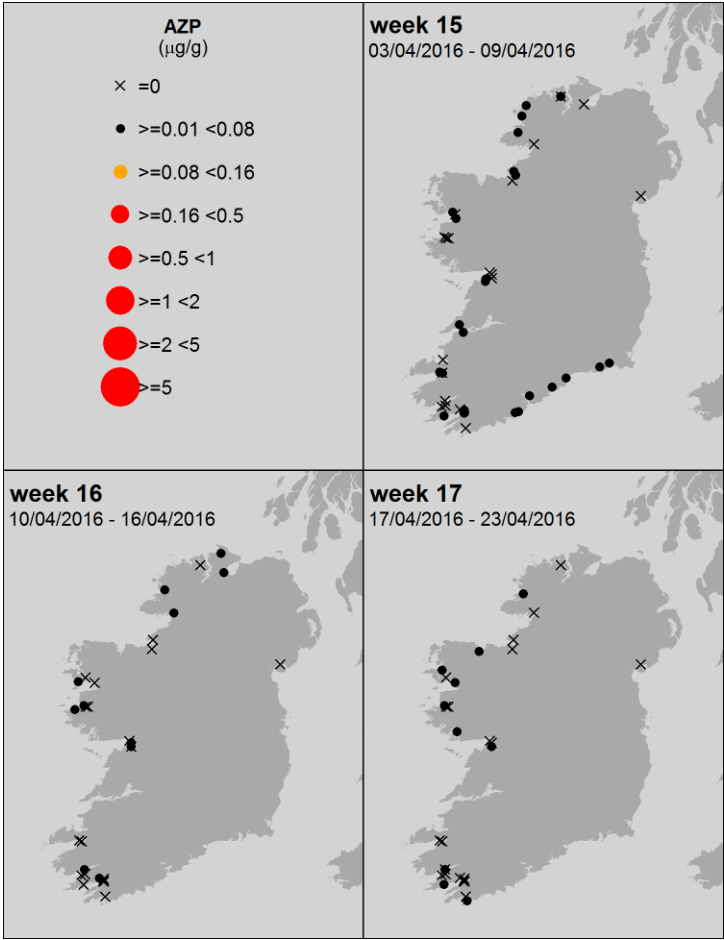 AZP
(μg/g)
=0
>=0.01 <0.08
>=0.08 <0.16
>=0.16 <0.5
>=0.5 <1
>=1 <2
>=2 <5
>=5
week 15
03/04/2016 - 09/04/2016
week 16
10/04/2016 - 16/04/2016
week 17
17/04/2016 - 23/04/2016